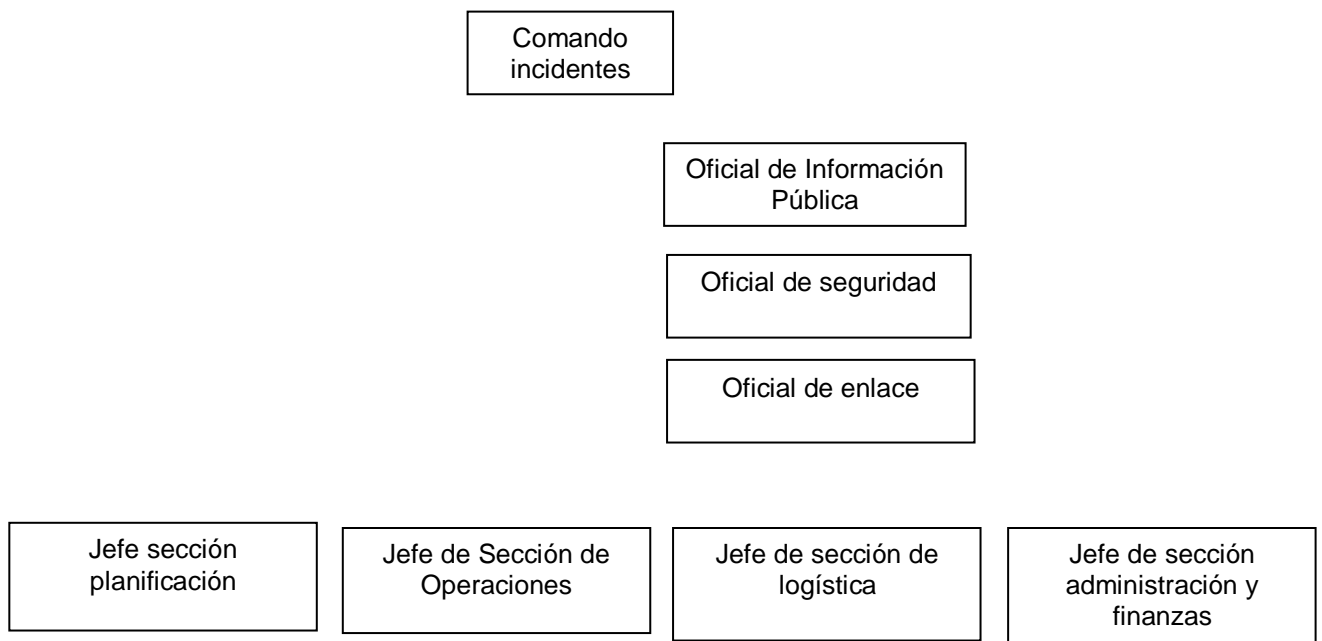 Comando
incidentes
Oficial de Información
Pública
Oficial de seguridad
Oficial de enlace
Jefe sección
planificación
Jefe de Sección de
Operaciones
Jefe de sección de
logística
Jefe de sección
administración y
finanzas